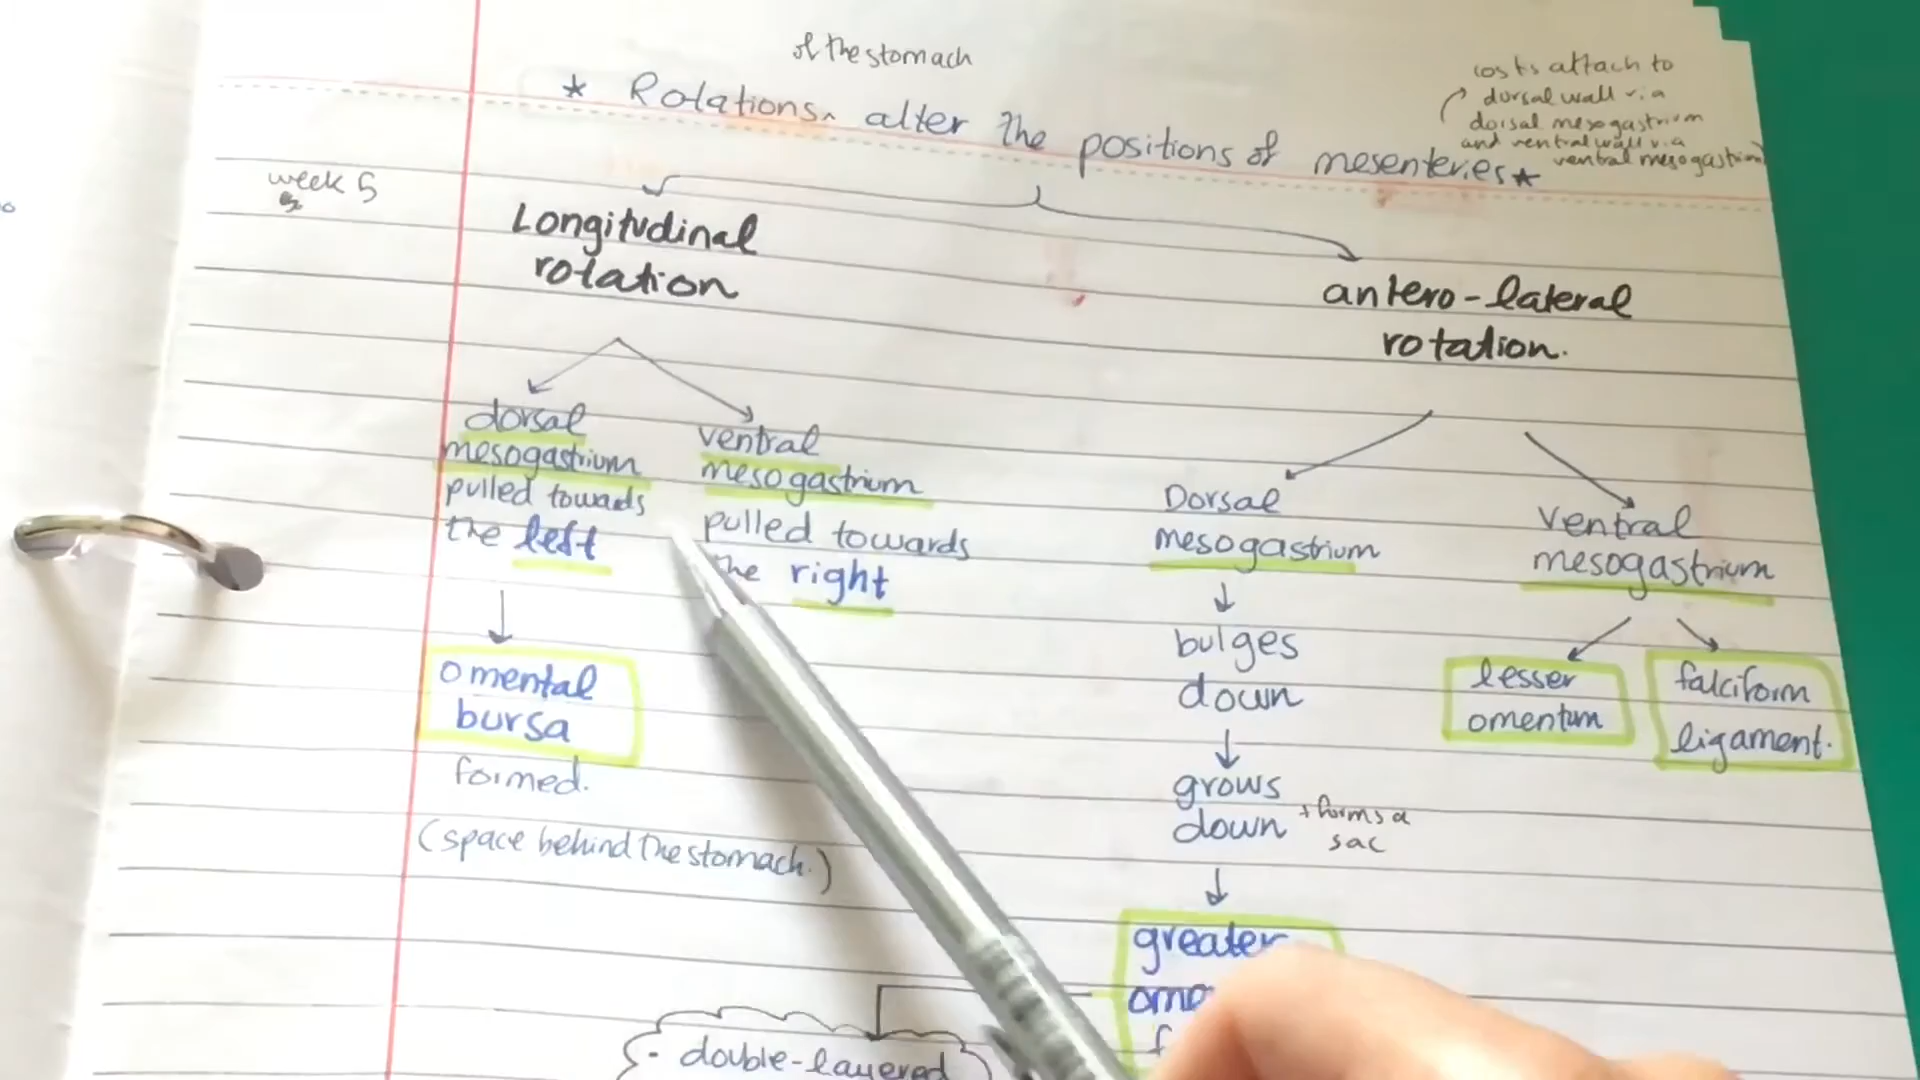 of the stomach
* Rotations^ alter the positions of mesenteries *
attach to
dorsal wall via
dorsal mesogastrium
and ventral wall via
ventral mesogastrium
week 5
Longitudinal
rotation
antero-lateral
rotation.
dorsal
mesogastrium
pulled towards
the left
omental
bursa
formed.
(space behind the stomach.)
ventral
mesogastrium
pulled towards
the right
Dorsal
mesogastrium
bulges
down
grows
down + forms a
sac
greater
Ventral
mesogastrium
lesser
omentum
falciform
ligament.
. double-layered